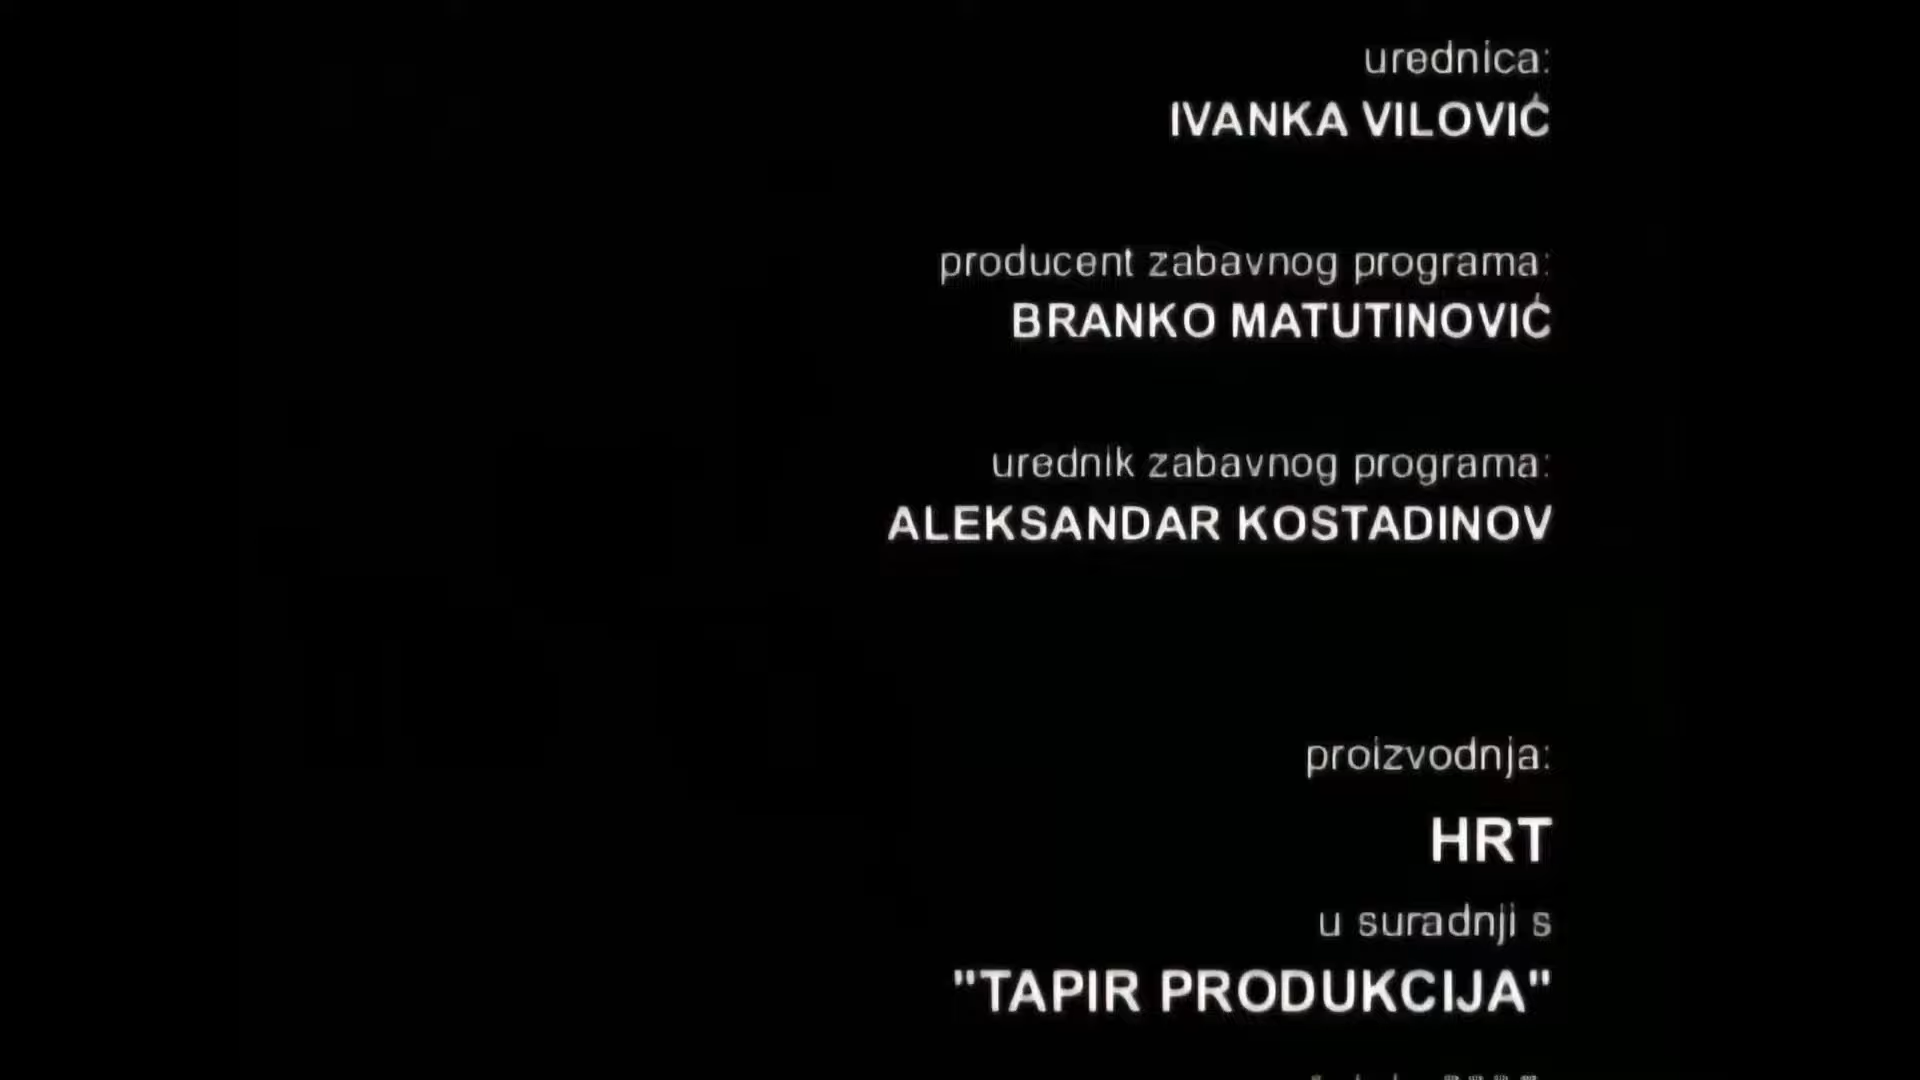 urednica:
IVANKA VILOVIĆ
producent zabavnog programa:
BRANKO MATUTINOVIĆ
urednik zabavnog programa:
ALEKSANDAR KOSTADINOV
proizvodnja:
HRT
u suradnji s
"TAPIR PRODUKCIJA"